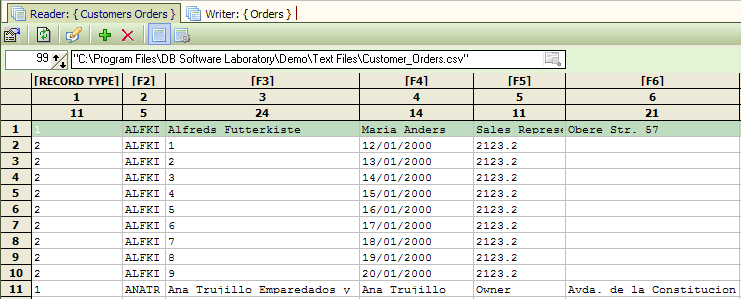 Reader: { Customers Orders } Writer: { Orders }
99 "C:\Program Files\DB Software Laboratory\Demo\Text Files\Customer_Orders.csv"
[RECORD TYPE] [F2] [F3] [F4] [F5] [F6]
1 2 3 4 5 6
11 5 24 14 11 21
1 1 ALFKI Alfreds Futterkiste Maria Anders Sales Represe Obere Str. 57
2 2 ALFKI 1 12/01/2000 2123.2
3 2 ALFKI 2 13/01/2000 2123.2
4 2 ALFKI 3 14/01/2000 2123.2
5 2 ALFKI 4 15/01/2000 2123.2
6 2 ALFKI 5 16/01/2000 2123.2
7 2 ALFKI 6 17/01/2000 2123.2
8 2 ALFKI 7 18/01/2000 2123.2
9 2 ALFKI 8 19/01/2000 2123.2
10 2 ALFKI 9 20/01/2000 2123.2
11 1 ANATR Ana Trujillo Emparedados y Ana Trujillo Owner Avda. de la Constitucion